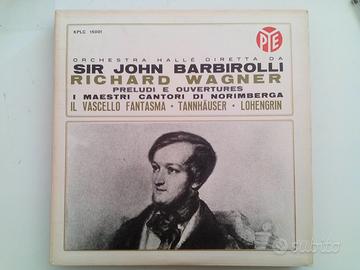 KPLC 15001
PYE
ORCHESTRA HALLÉ DIRETTA DA
SIR JOHN BARBIROLLI
RICHARD WAGNER
PRELUDI E OUVERTURES
I MAESTRI CANTORI DI NORIMBERGA
IL VASCELLO FANTASMA • TANNHÄUSER • LOHENGRIN
subito